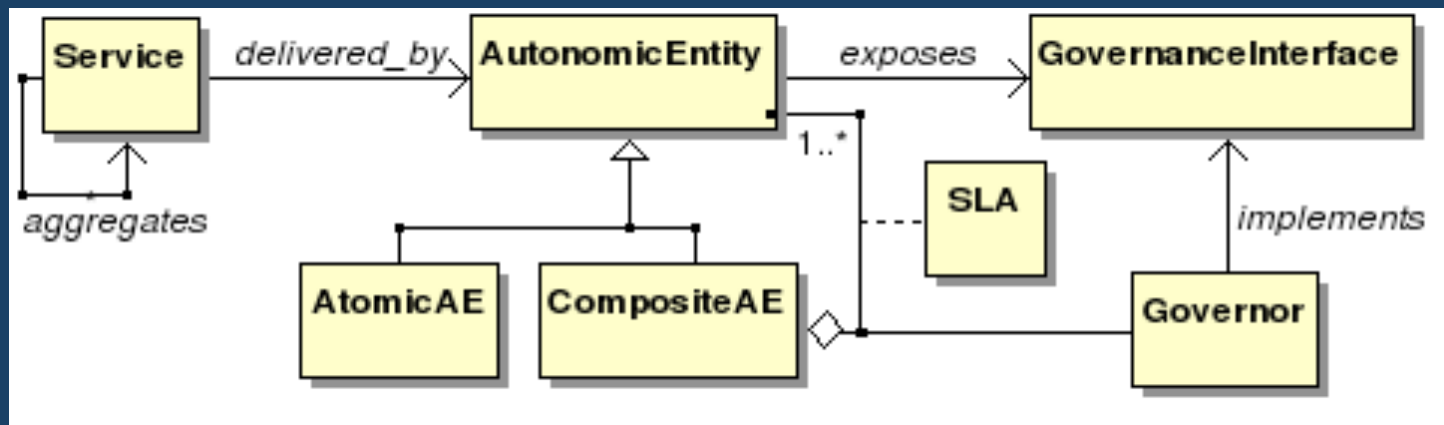 Service
delivered_by
AutonomicEntity
exposes
GovernanceInterface
1..*
SLA
aggregates
implements
AtomicAE
CompositeAE
Governor